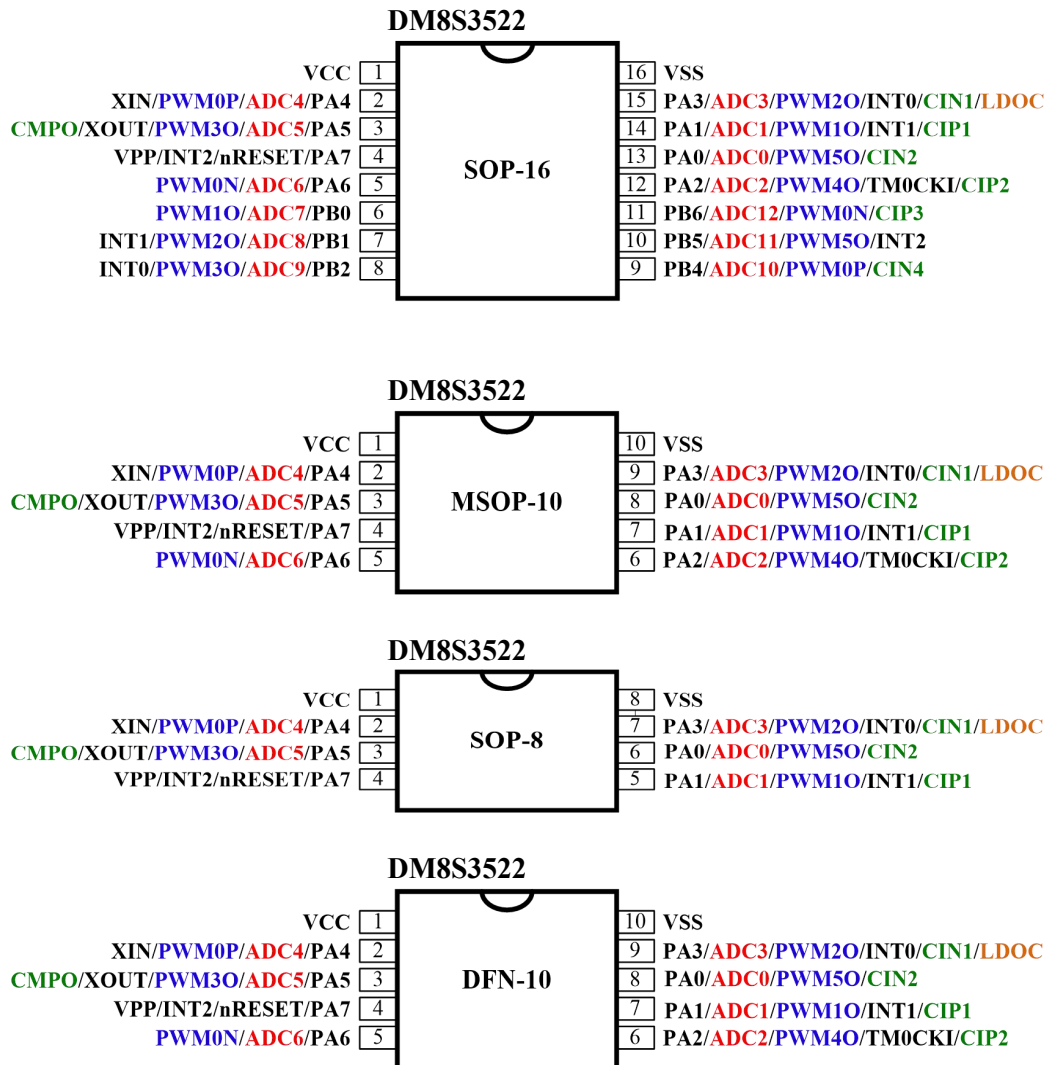 DM8S3522
VCC 1 16 VSS
XIN/PWM0P/ADC4/PA4 2 15 PA3/ADC3/PWM2O/INT0/CIN1/LDOC
CMPO/XOUT/PWM3O/ADC5/PA5 3 14 PA1/ADC1/PWM1O/INT1/CIP1
VPP/INT2/nRESET/PA7 4 SOP-16 13 PA0/ADC0/PWM5O/CIN2
PWM0N/ADC6/PA6 5 12 PA2/ADC2/PWM4O/TM0CKI/CIP2
PWM1O/ADC7/PB0 6 11 PB6/ADC12/PWM0N/CIP3
INT1/PWM2O/ADC8/PB1 7 10 PB5/ADC11/PWM5O/INT2
INT0/PWM3O/ADC9/PB2 8 9 PB4/ADC10/PWM0P/CIN4
DM8S3522
VCC 1 10 VSS
XIN/PWM0P/ADC4/PA4 2 9 PA3/ADC3/PWM2O/INT0/CIN1/LDOC
CMPO/XOUT/PWM3O/ADC5/PA5 3 MSOP-10 8 PA0/ADC0/PWM5O/CIN2
VPP/INT2/nRESET/PA7 4 7 PA1/ADC1/PWM1O/INT1/CIP1
PWM0N/ADC6/PA6 5 6 PA2/ADC2/PWM4O/TM0CKI/CIP2
DM8S3522
VCC 1 8 VSS
XIN/PWM0P/ADC4/PA4 2 SOP-8 7 PA3/ADC3/PWM2O/INT0/CIN1/LDOC
CMPO/XOUT/PWM3O/ADC5/PA5 3 6 PA0/ADC0/PWM5O/CIN2
VPP/INT2/nRESET/PA7 4 5 PA1/ADC1/PWM1O/INT1/CIP1
DM8S3522
VCC 1 10 VSS
XIN/PWM0P/ADC4/PA4 2 9 PA3/ADC3/PWM2O/INT0/CIN1/LDOC
CMPO/XOUT/PWM3O/ADC5/PA5 3 DFN-10 8 PA0/ADC0/PWM5O/CIN2
VPP/INT2/nRESET/PA7 4 7 PA1/ADC1/PWM1O/INT1/CIP1
PWM0N/ADC6/PA6 5 6 PA2/ADC2/PWM4O/TM0CKI/CIP2